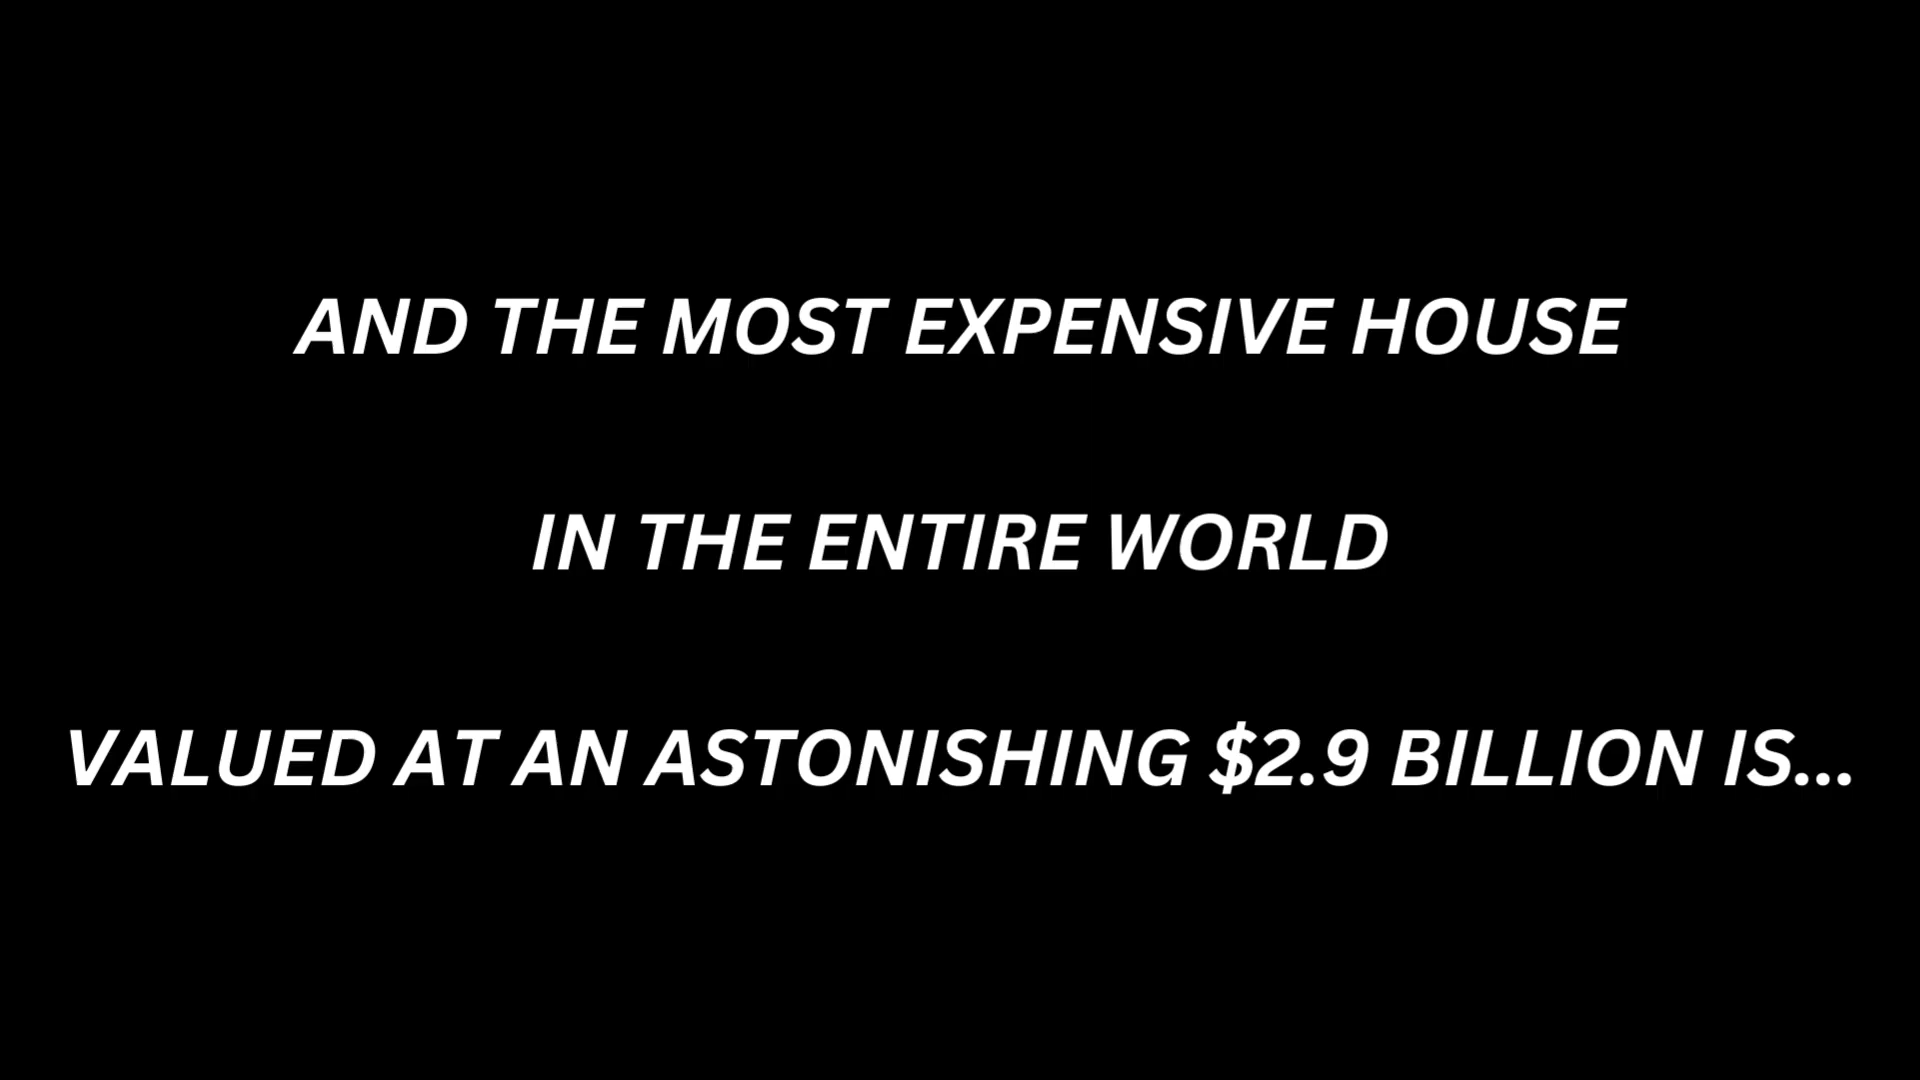 AND THE MOST EXPENSIVE HOUSE
IN THE ENTIRE WORLD
VALUED AT AN ASTONISHING $2.9 BILLION IS...